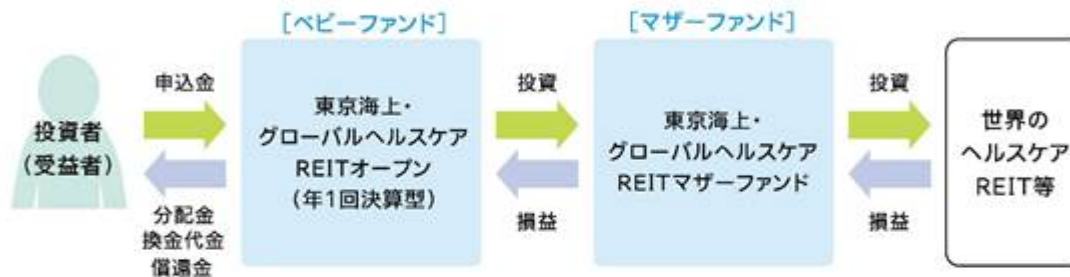 [ベビーファンド]
[マザーファンド]
投資者
(受益者)
申込金
分配金
換金代金
償還金
東京海上・
グローバルヘルスケア
REITオープン
(年1回決算型)
投資
損益
東京海上・
グローバルヘルスケア
REITマザーファンド
投資
損益
世界の
ヘルスケア
REIT等